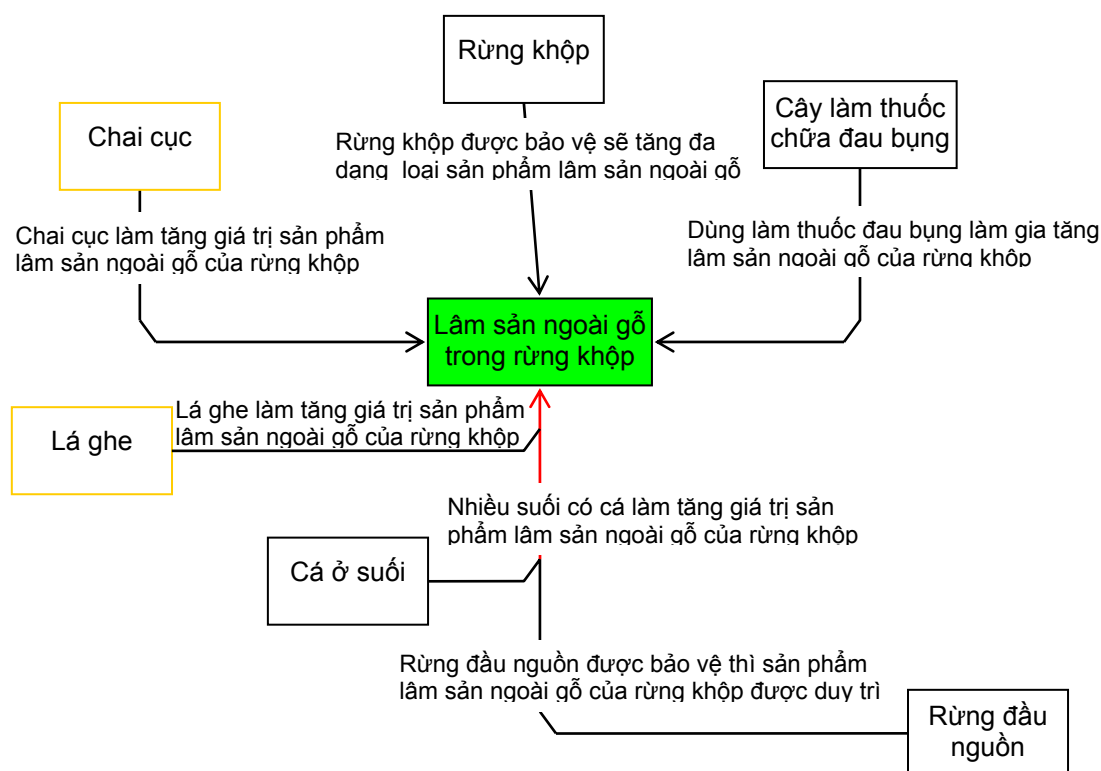 Rừng khộp
Chai cục
Cây làm thuốc
chữa đau bụng
Rừng khộp được bảo vệ sẽ tăng đa
dạng loại sản phẩm lâm sản ngoài gỗ
Chai cục làm tăng giá trị sản phẩm
lâm sản ngoài gỗ của rừng khộp
Dùng làm thuốc đau bụng làm gia tăng
lâm sản ngoài gỗ của rừng khộp
Lâm sản ngoài gỗ
trong rừng khộp
Lá ghe
Lá ghe làm tăng giá trị sản phẩm
lâm sản ngoài gỗ của rừng khộp
Nhiều suối có cá làm tăng giá trị sản
phẩm lâm sản ngoài gỗ của rừng khộp
Cá ở suối
Rừng đầu nguồn được bảo vệ thì sản phẩm
lâm sản ngoài gỗ của rừng khộp được duy trì
Rừng đầu
nguồn